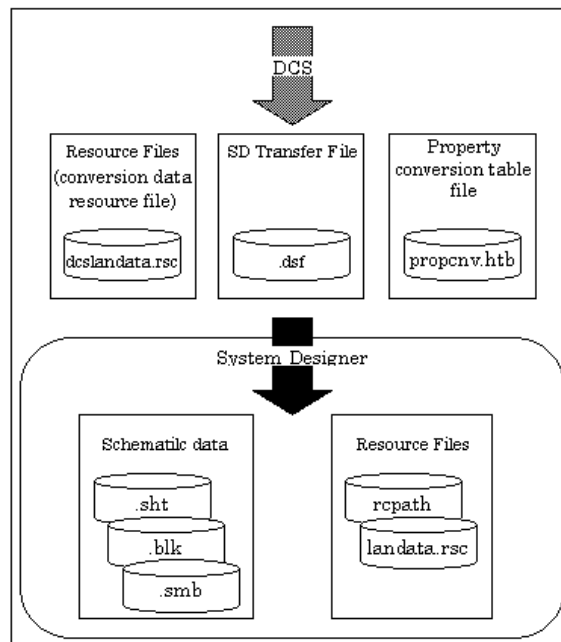 DCS
Resource Files
(conversion data
resource file)
dcslandata.rsc
SD Transfer File
.dsf
Property
conversion table
file
propcnv.htb
System Designer
Schematilc data
.sht
.blk
.smb
Resource Files
rcpath
landata.rsc